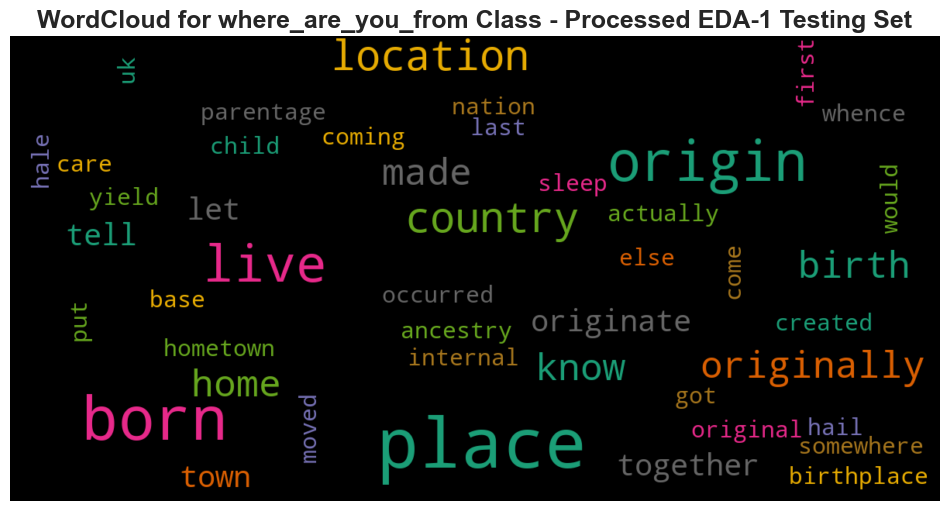 WordCloud for where_are_you_from Class - Processed EDA-1 Testing Set
location
uk
first
nation
parentage
whence
last
coming
child
hale
care
made
origin
sleep
yield
would
let
country
actually
tell
live
else
come
birth
base
occurred
put
originate
created
ancestry
hometown
internal
know
originally
home
got
born
moved
place
original
hail
somewhere
together
town
birthplace